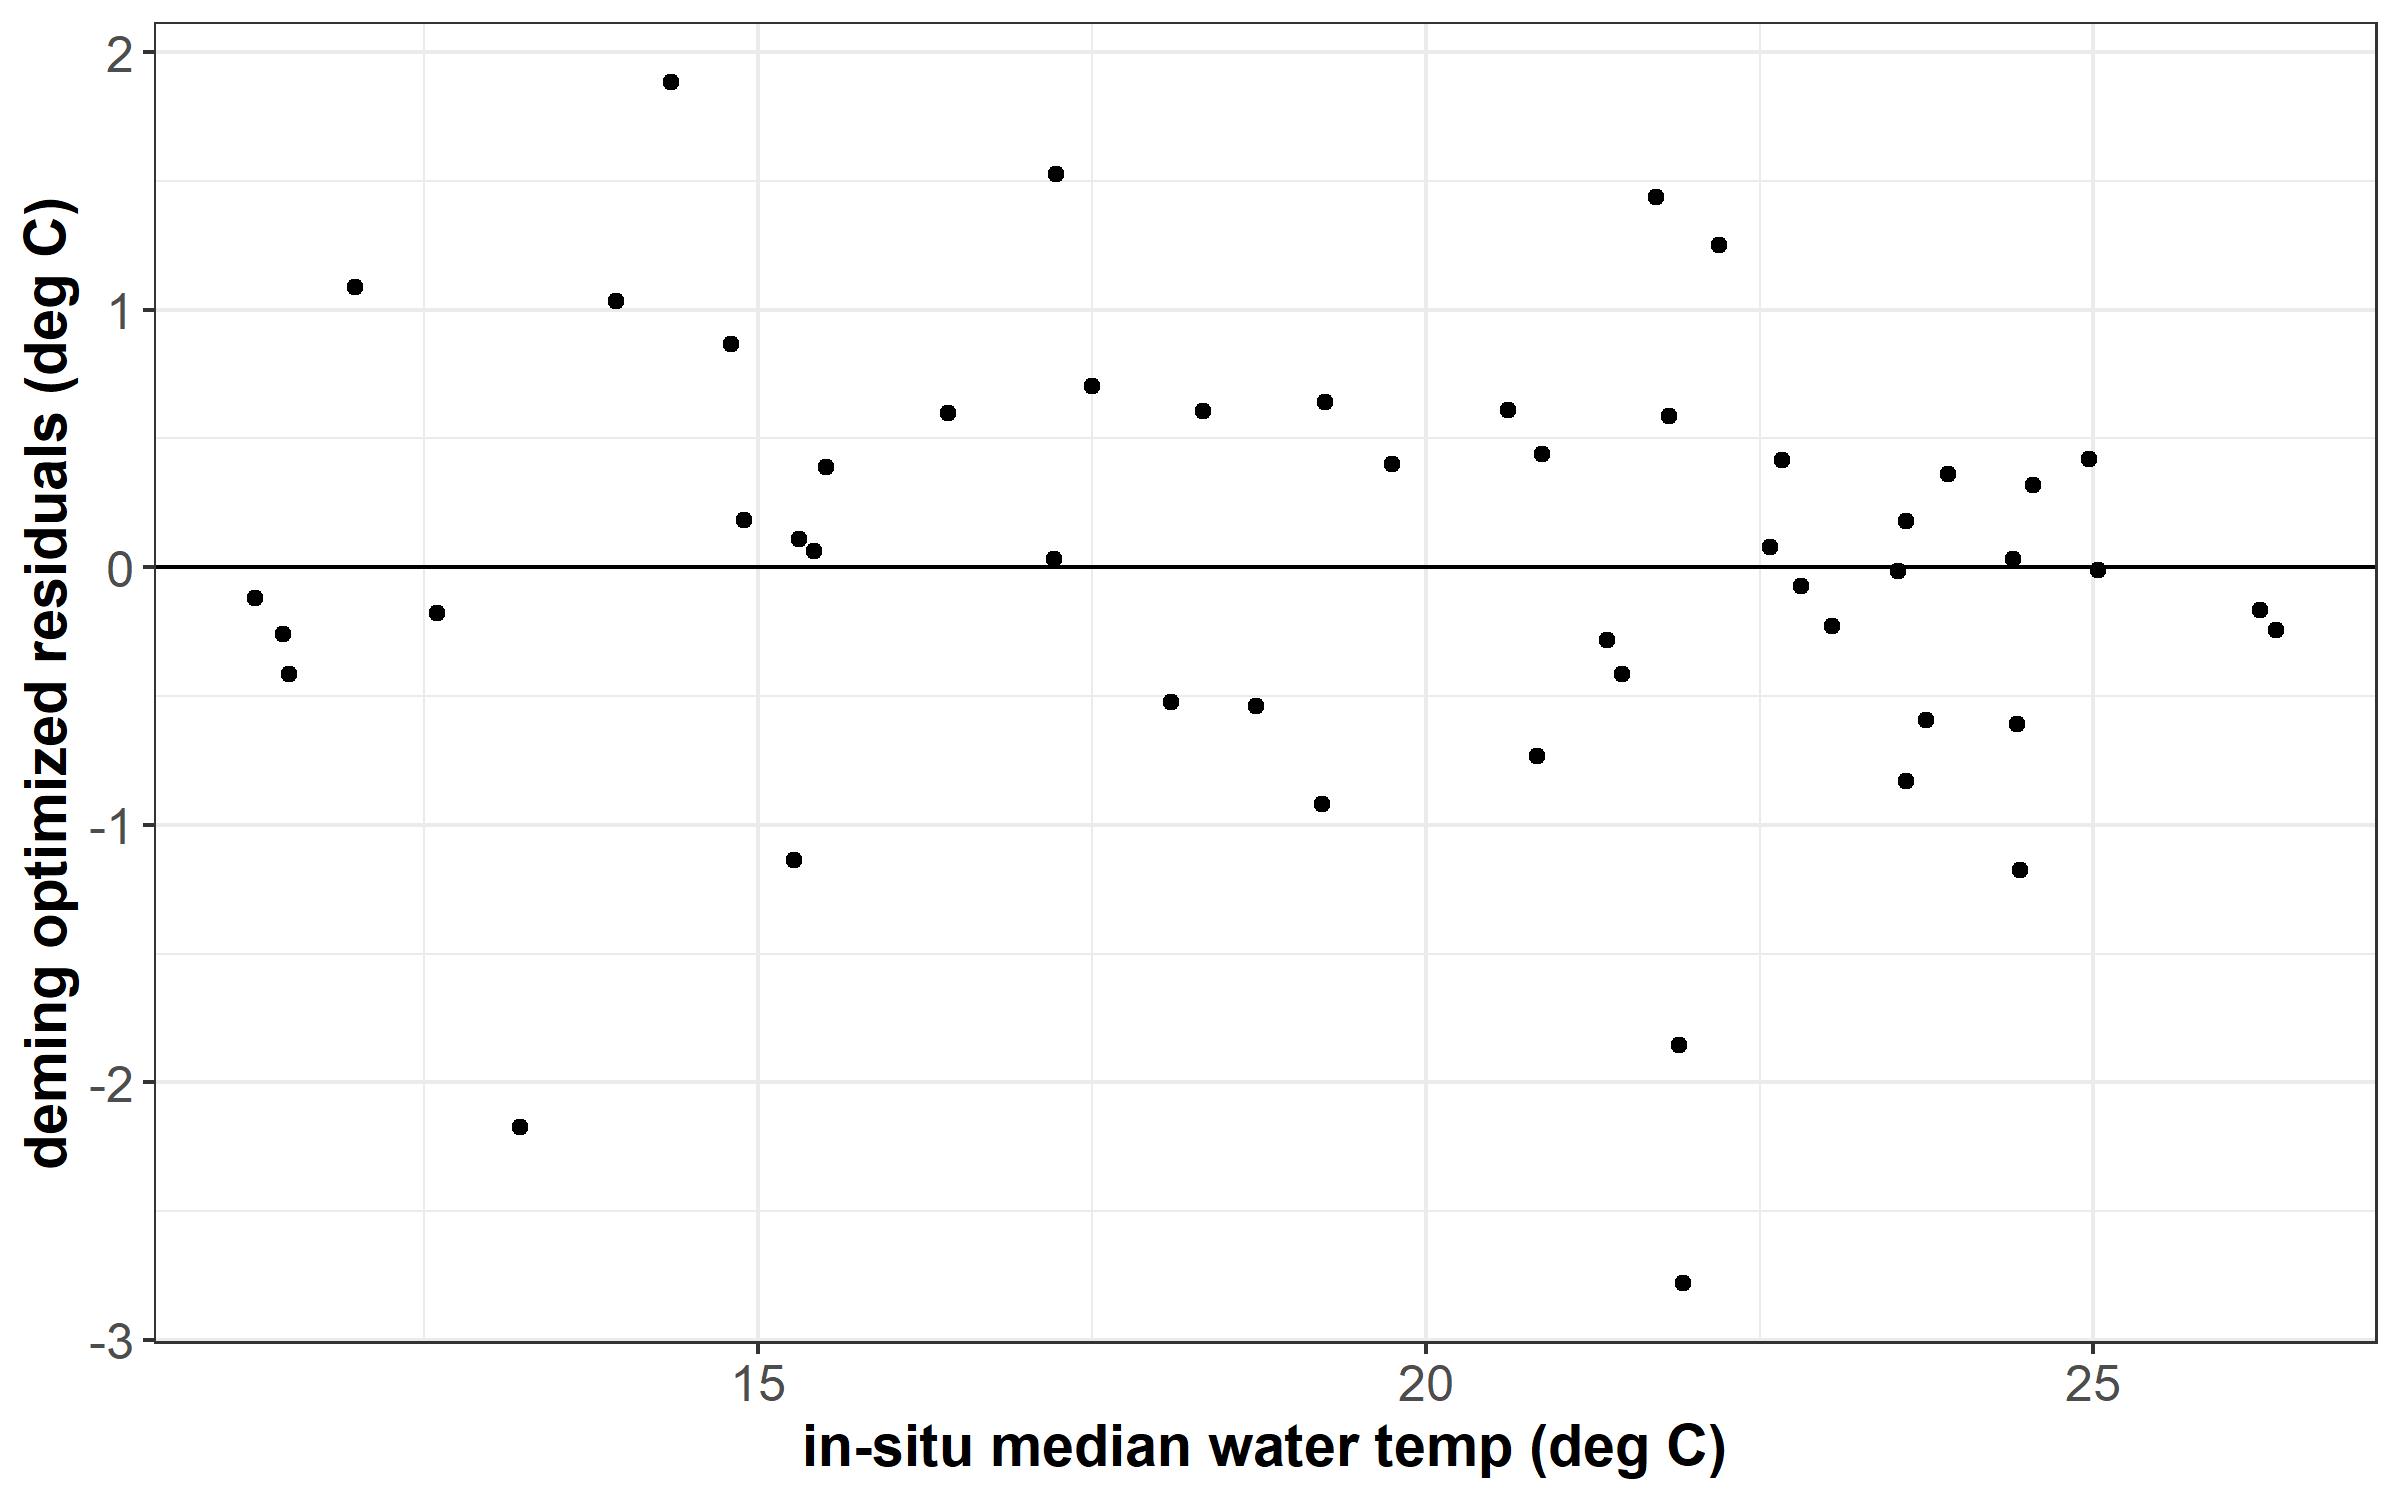 deming optimized residuals (deg C)
2
1
0
-1
-2
-3
15 20 25
in-situ median water temp (deg C)